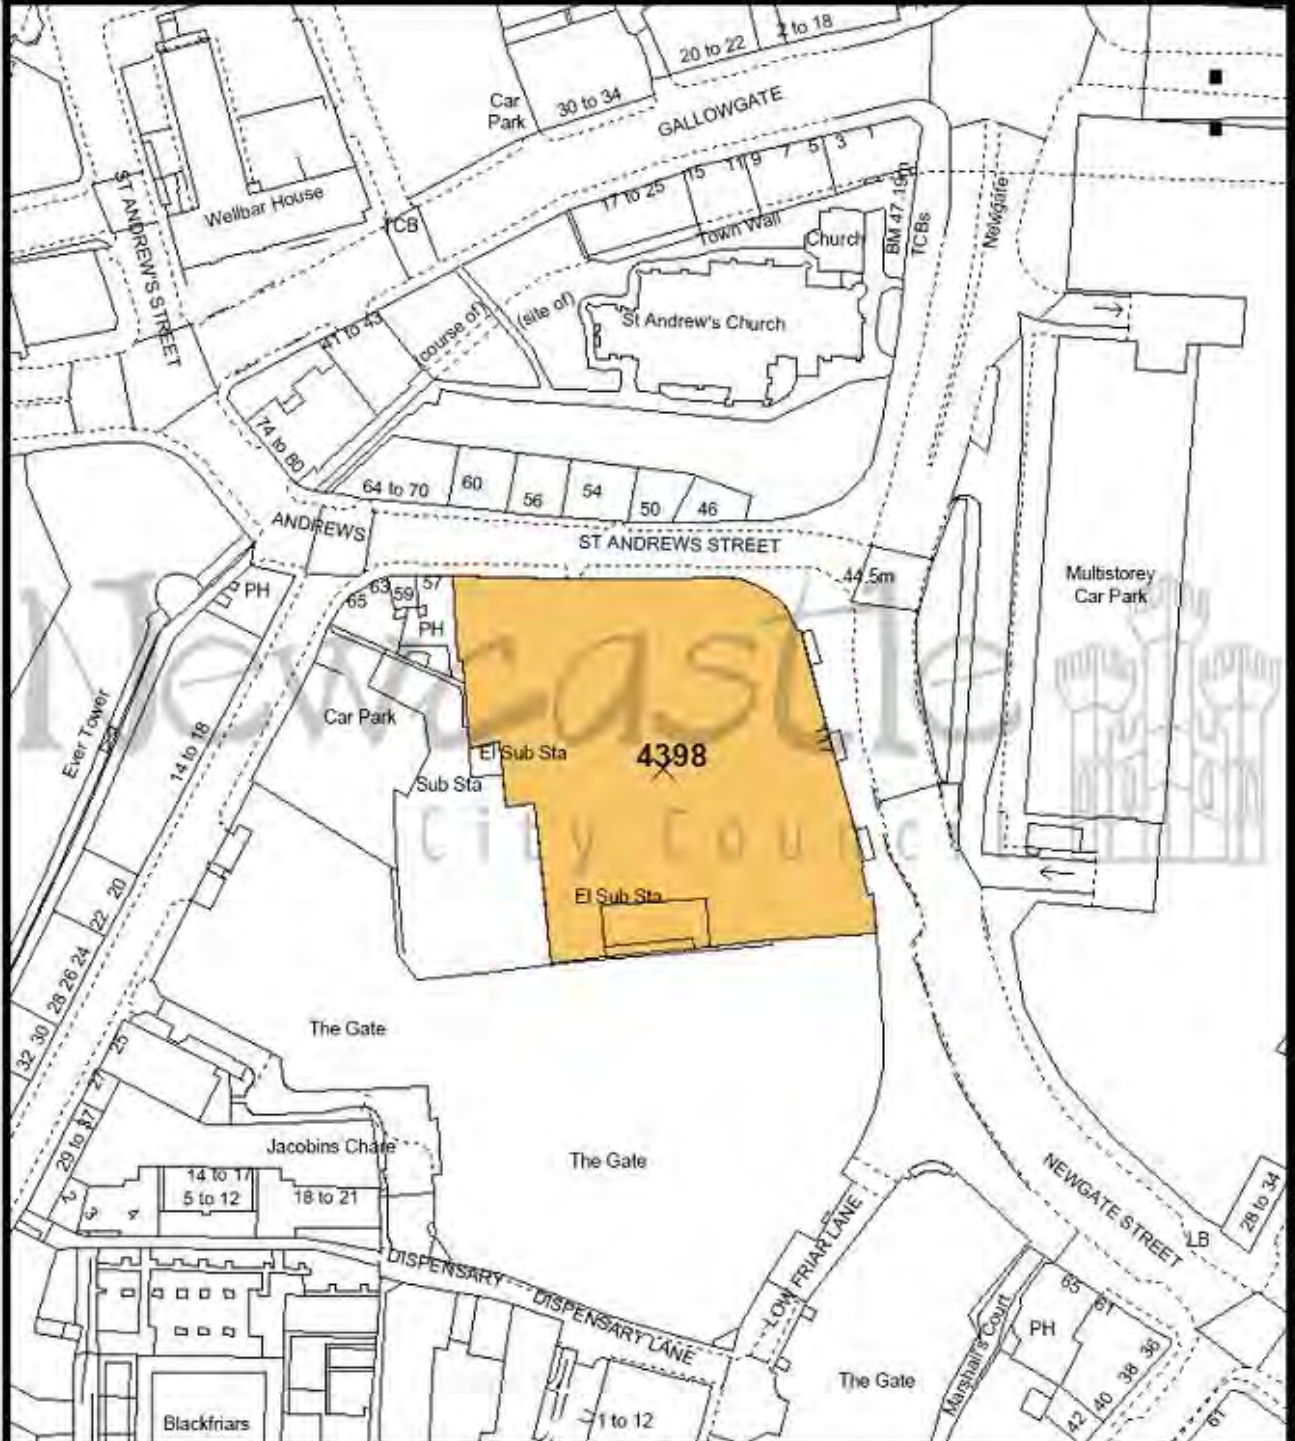 20 to 22
2 to 18
Car
Park
30 to 34
GALLOWGATE
ST ANDREW'S STREET
Wellbar House
TCB
17 to 25
15
11
9
7
5
3
1
Town Wall
Church
BM 47.19m
TCBs
Newgate
41 to 43
course of)
(site of)
St Andrew's Church
74 to 80
64 to 70
60
56
54
50
46
ANDREWS
ST ANDREWS STREET
44.5m
Multistorey
Car Park
PH
65
63
59
57
PH
Newcastle
City Counc
Ever Tower
14 to 18
Car Park
El Sub Sta
Sub Sta
4398
El Sub Sta
20
22
24
26
28
30
32
The Gate
25
27
29 to 37
Jacobins Chare
The Gate
14 to 17
5 to 12
18 to 21
2
3
4
NEWGATE STREET
28 to 34
LB
DISPENSARY
DISPENSARY LANE
LOW FRIAR LANE
Marshall's Court
65
61
PH
36
38
40
42
61
The Gate
Blackfriars
1 to 12